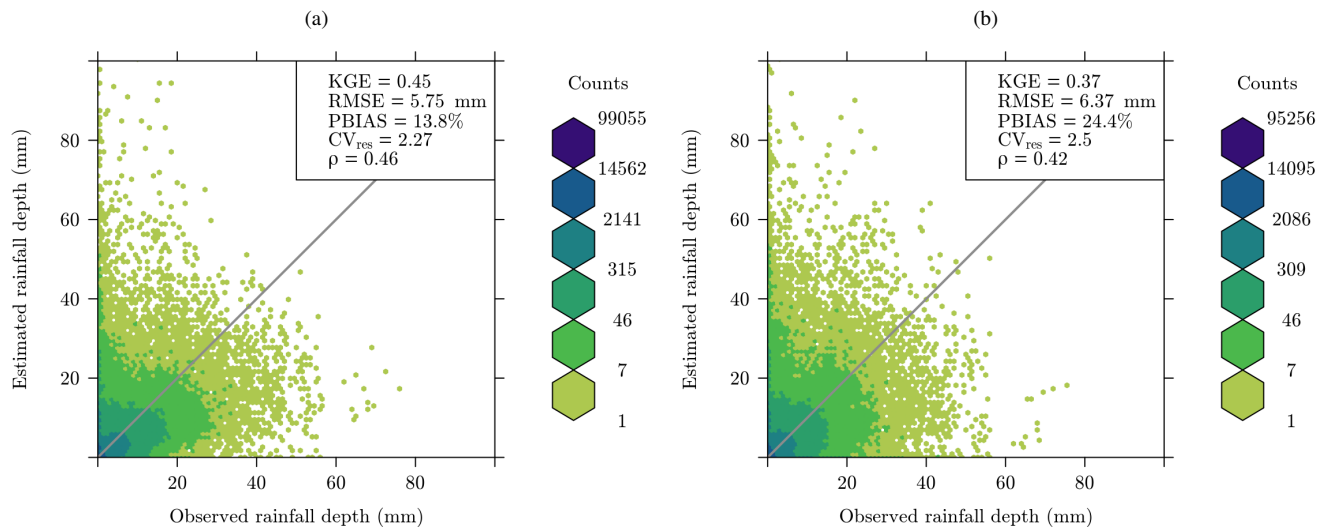 (a)
KGE = 0.45
RMSE = 5.75 mm
PBIAS = 13.8%
CVres = 2.27
ρ = 0.46
Estimated rainfall depth (mm)
80
60
40
20
20 40 60 80
Observed rainfall depth (mm)
Counts
99055
14562
2141
315
46
7
1
(b)
KGE = 0.37
RMSE = 6.37 mm
PBIAS = 24.4%
CVres = 2.5
ρ = 0.42
Estimated rainfall depth (mm)
80
60
40
20
20 40 60 80
Observed rainfall depth (mm)
Counts
95256
14095
2086
309
46
7
1